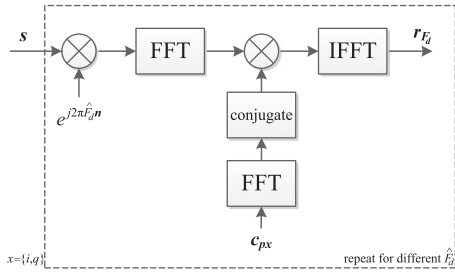 s FFT IFFT r_{F_d}
e^{j2π\hat{F}_d n}
conjugate
FFT
c_{px}
x={i,q} repeat for different \hat{F}_d